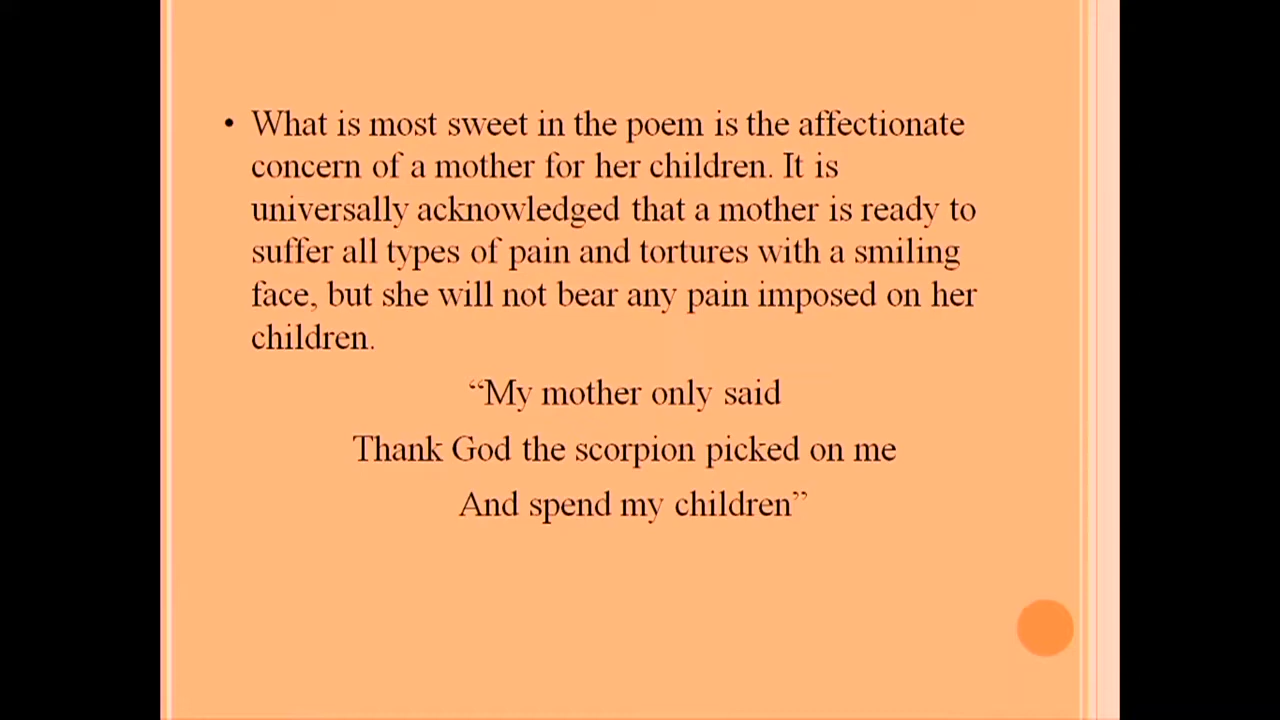 • What is most sweet in the poem is the affectionate
concern of a mother for her children. It is
universally acknowledged that a mother is ready to
suffer all types of pain and tortures with a smiling
face, but she will not bear any pain imposed on her
children.
“My mother only said
Thank God the scorpion picked on me
And spend my children”